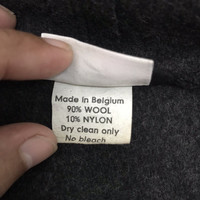 Made in Belgium
90% WOOL
10% NYLON
Dry clean only
No bleach